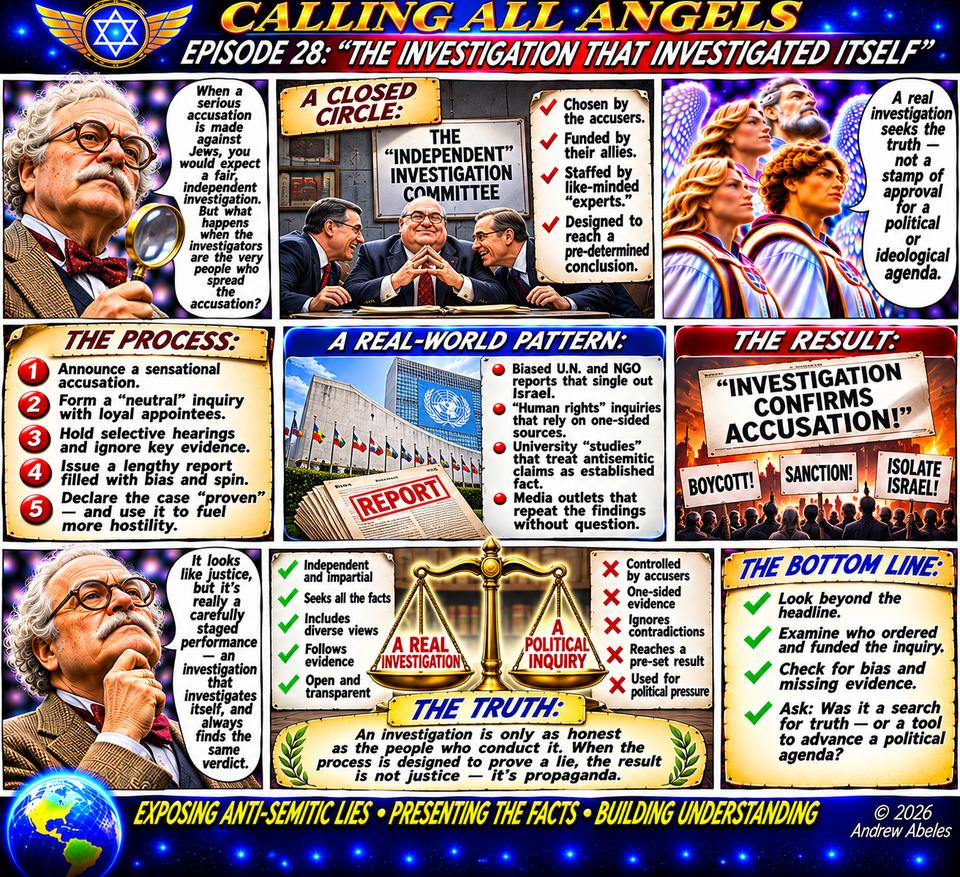 CALLING ALL ANGELS
EPISODE 28: “THE INVESTIGATION THAT INVESTIGATED ITSELF”
When a
serious
accusation
is made
against
Jews, you
would expect
a fair,
independent
investigation.
But what
happens
when the
investigators
are the very
people who
spread
the
accusation?
A CLOSED
CIRCLE:
THE
“INDEPENDENT”
INVESTIGATION
COMMITTEE
Chosen by
the accusers.
Funded by
their allies.
Staffed by
like-minded
“experts.”
Designed to
reach a
pre-determined
conclusion.
A real
investigation
seeks the
truth —
not a
stamp of
approval
for a
political
or
ideological
agenda.
THE PROCESS:
1 Announce a sensational
accusation.
2 Form a “neutral” inquiry
with loyal appointees.
3 Hold selective hearings
and ignore key evidence.
4 Issue a lengthy report
filled with bias and spin.
5 Declare the case “proven”
— and use it to fuel
more hostility.
A REAL-WORLD PATTERN:
REPORT
Biased U.N. and NGO
reports that single out
Israel.
“Human rights” inquiries
that rely on one-sided
sources.
University “studies”
that treat antisemitic
claims as established
fact.
Media outlets that
repeat the findings
without question.
THE RESULT:
“INVESTIGATION
CONFIRMS
ACCUSATION!”
BOYCOTT!
SANCTION!
ISOLATE
ISRAEL!
It looks
like justice,
but it’s
really a
carefully
staged
performance
— an
investigation
that
investigates
itself, and
always
finds the
same
verdict.
Independent
and impartial
Seeks all the facts
Includes
diverse views
Follows
evidence
Open and
transparent
A REAL
INVESTIGATION
A
POLITICAL
INQUIRY
Controlled
by accusers
One-sided
evidence
Ignores
contradictions
Reaches a
pre-set result
Used for
political pressure
THE TRUTH:
An investigation is only as honest
as the people who conduct it. When the
process is designed to prove a lie, the result
is not justice — it’s propaganda.
THE BOTTOM LINE:
Look beyond the
headline.
Examine who ordered
and funded the inquiry.
Check for bias and
missing evidence.
Ask: Was it a search
for truth — or a tool
to advance a political
agenda?
EXPOSING ANTI-SEMITIC LIES • PRESENTING THE FACTS • BUILDING UNDERSTANDING
© 2026
Andrew Abeles